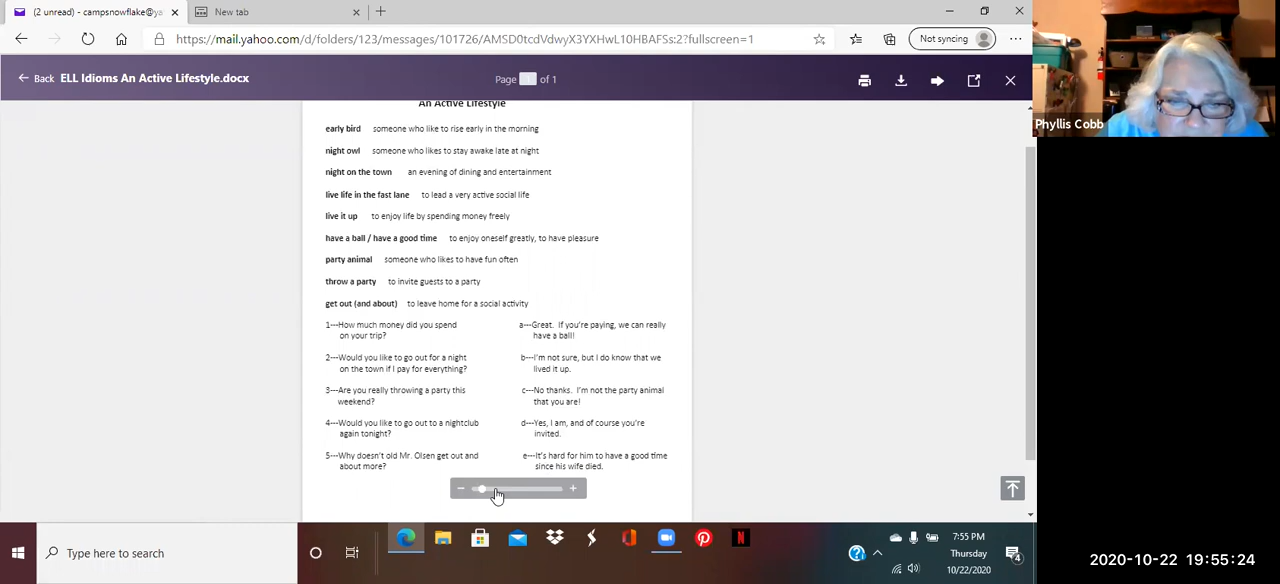 (2 unread) - campsnowflake@ya
New tab
https://mail.yahoo.com/d/folders/123/messages/101726/AMSD0tcdVdwyX3YXHwL10HBAFSs:2?fullscreen=1
Not syncing
Back ELL Idioms An Active Lifestyle.docx
Page 1 of 1
Phyllis Cobb
An Active Lifestyle
early bird someone who like to rise early in the morning
night owl someone who likes to stay awake late at night
night on the town an evening of dining and entertainment
live life in the fast lane to lead a very active social life
live it up to enjoy life by spending money freely
have a ball / have a good time to enjoy oneself greatly, to have pleasure
party animal someone who likes to have fun often
throw a party to invite guests to a party
get out (and about) to leave home for a social activity
1---How much money did you spend
on your trip?
a---Great. If you're paying, we can really
have a ball!
2---Would you like to go out for a night
on the town if I pay for everything?
b---I'm not sure, but I do know that we
lived it up.
3---Are you really throwing a party this
weekend?
c---No thanks. I'm not the party animal
that you are!
4---Would you like to go out to a nightclub
again tonight?
d---Yes, I am, and of course you're
invited.
5---Why doesn't old Mr. Olsen get out and
about more?
e---It's hard for him to have a good time
since his wife died.
Type here to search
7:55 PM
Thursday
10/22/2020
4
2020-10-22 19:55:24